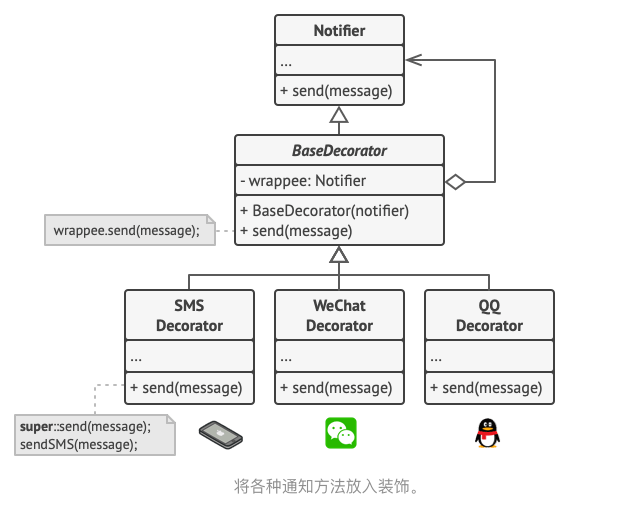 Notifier
...
+ send(message)
BaseDecorator
- wrappee: Notifier
+ BaseDecorator(notifier)
+ send(message)
wrappee.send(message);
SMS
Decorator
...
+ send(message)
WeChat
Decorator
...
+ send(message)
QQ
Decorator
...
+ send(message)
super::send(message);
sendSMS(message);
将各种通知方法放入装饰。